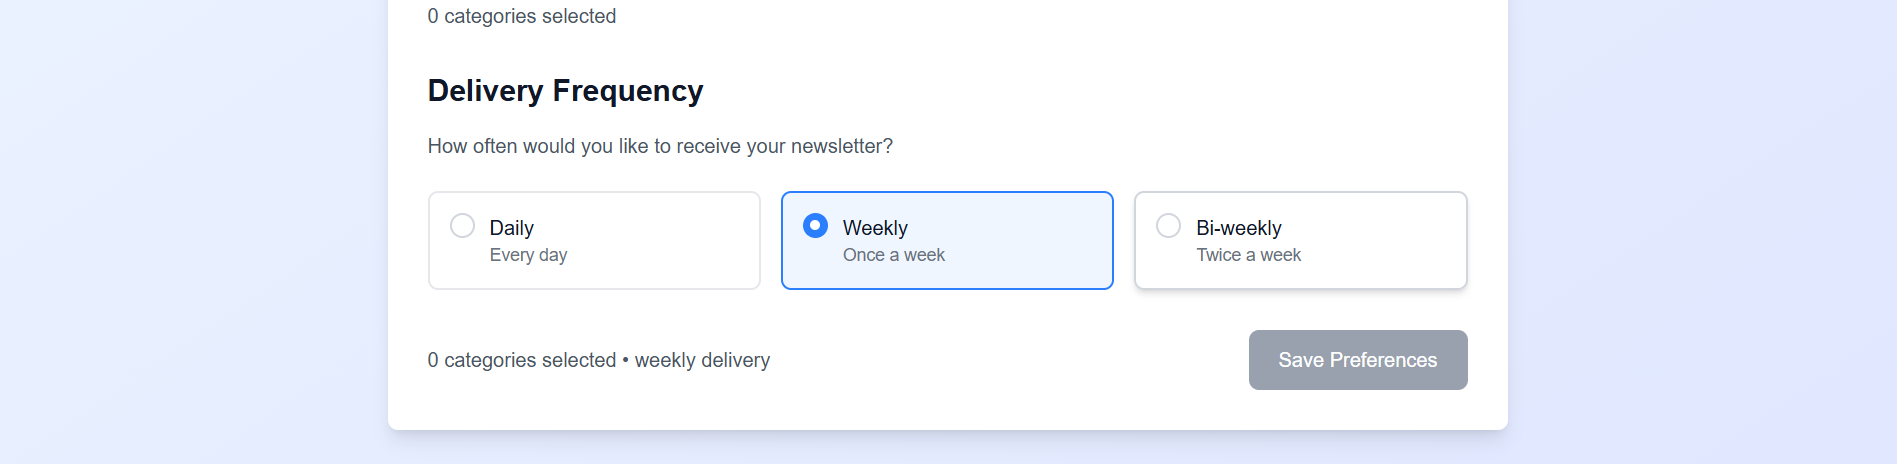 0 categories selected
Delivery Frequency
How often would you like to receive your newsletter?
Daily
Every day
Weekly
Once a week
Bi-weekly
Twice a week
0 categories selected • weekly delivery
Save Preferences